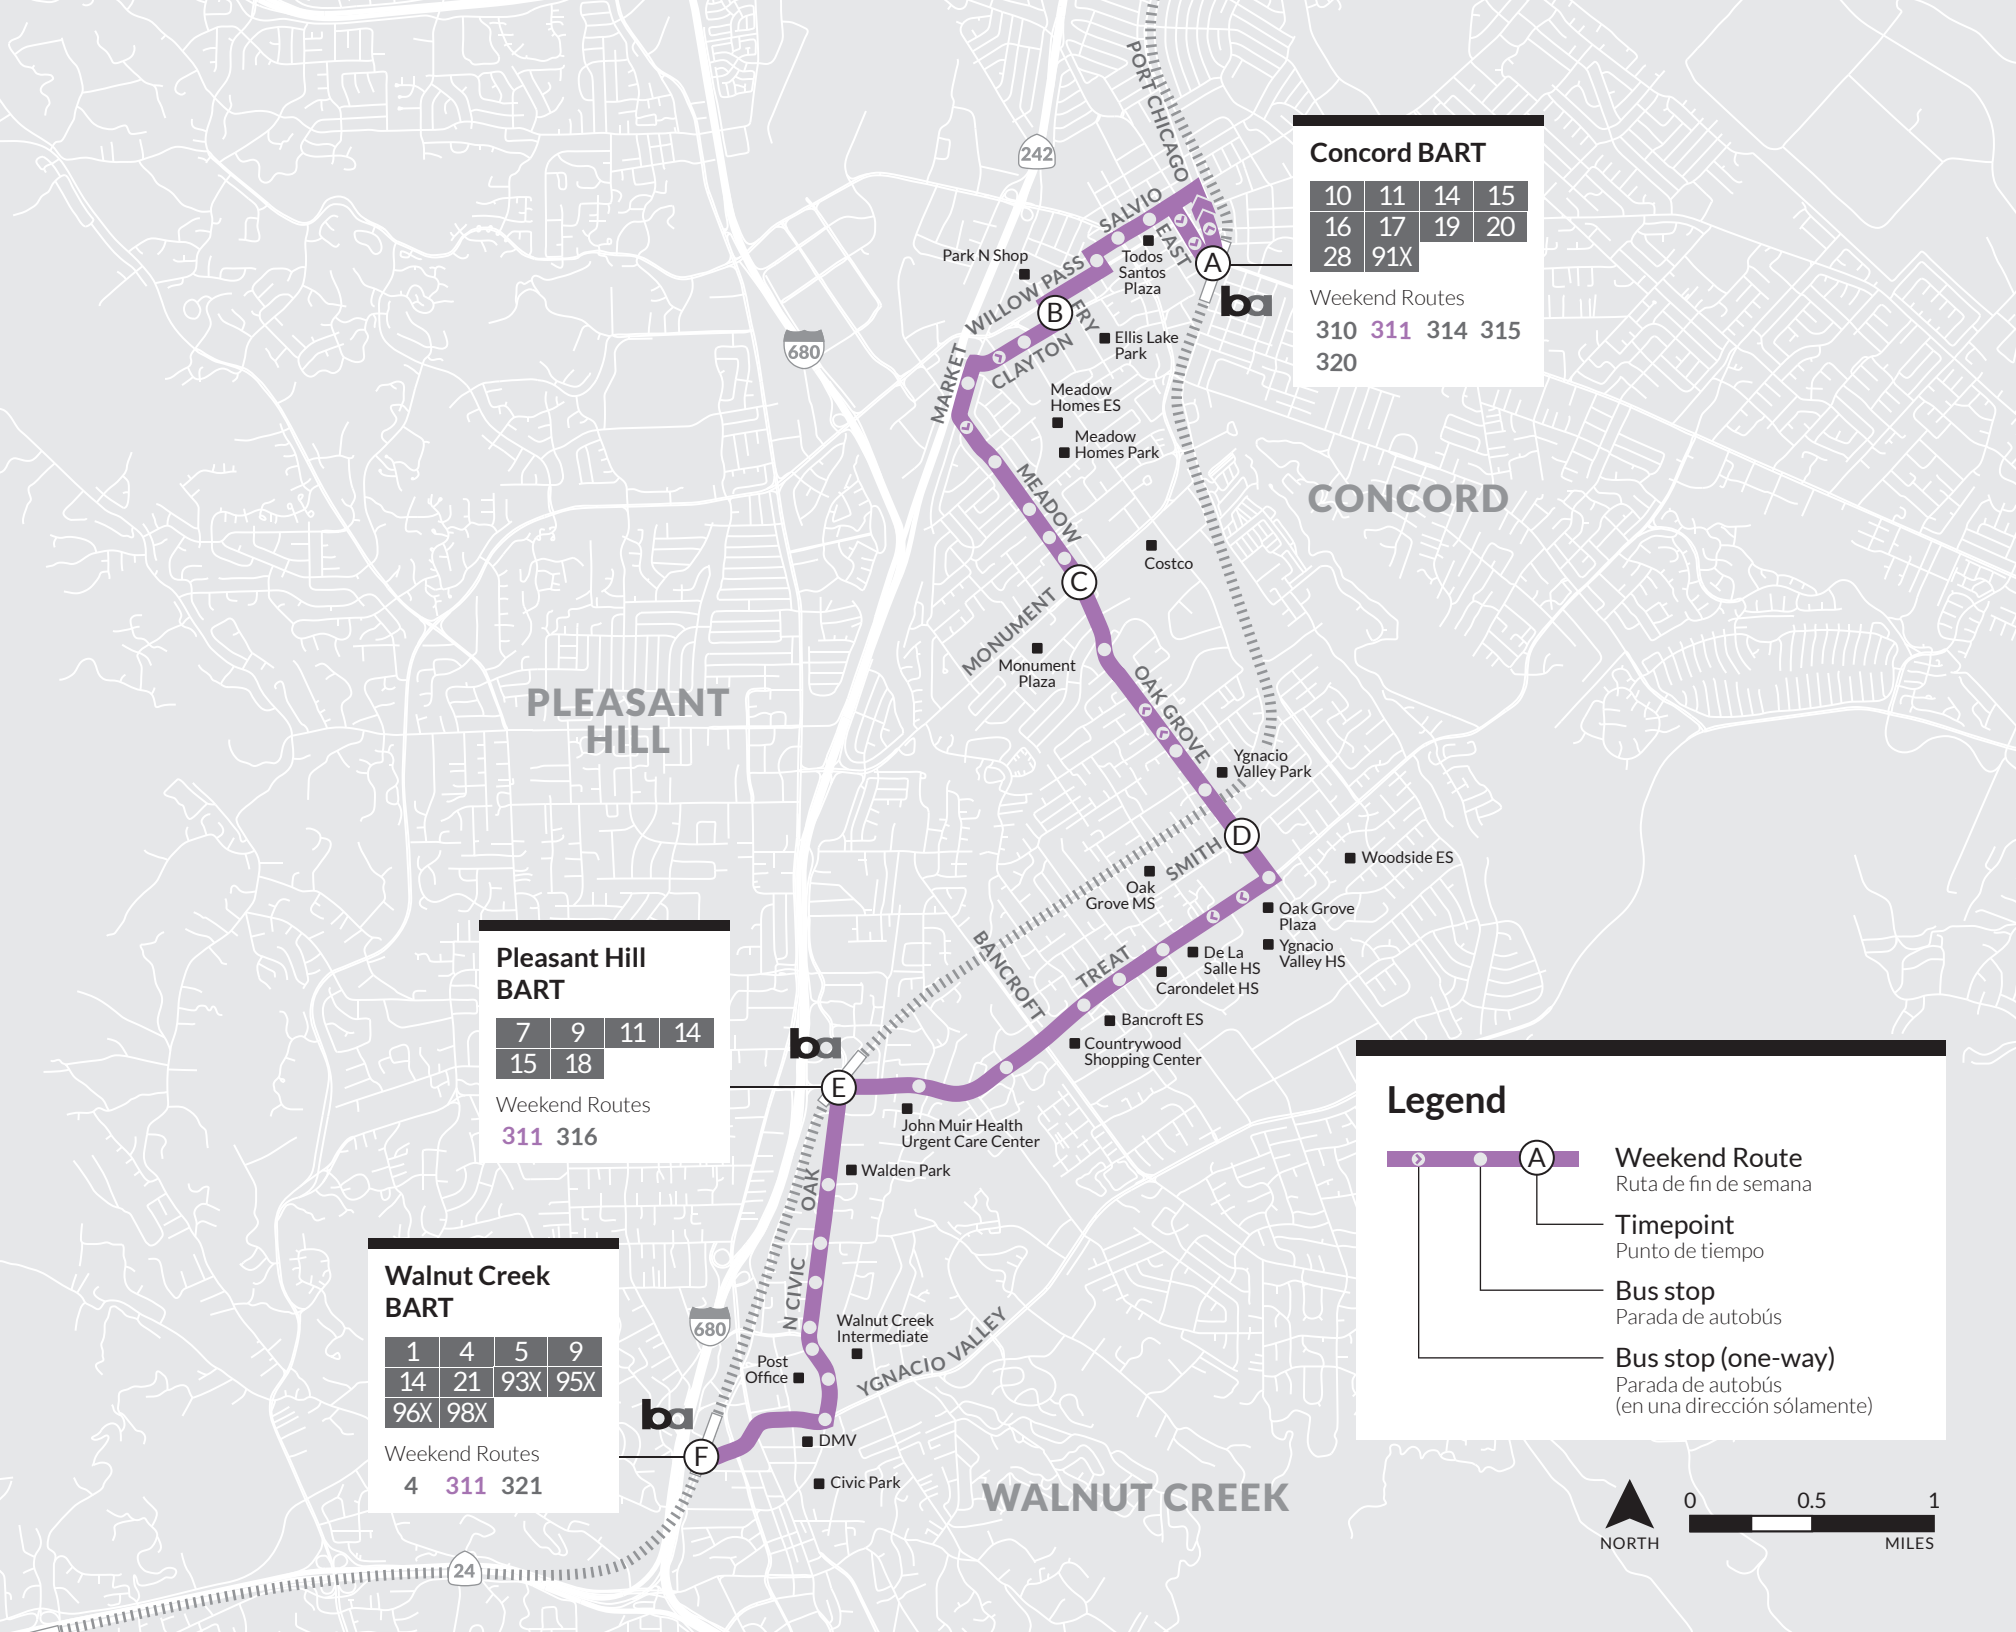 PORT CHICAGO
242
Concord BART
10 11 14 15
16 17 19 20
28 91X
Weekend Routes
310 311 314 315
320
SALVIO
EAST
A
Todos
Santos
Plaza
Park N Shop
WILLOW PASS
B
FRY
ba
680
MARKET
CLAYTON
Ellis Lake
Park
Meadow
Homes ES
Meadow
Homes Park
MEADOW
CONCORD
Costco
C
MONUMENT
Monument
Plaza
OAK GROVE
PLEASANT
HILL
Ygnacio
Valley Park
D
SMITH
Woodside ES
Oak
Grove MS
Oak Grove
Plaza
Ygnacio
Valley HS
BANCROFT
TREAT
De La
Salle HS
Carondelet HS
Bancroft ES
Countrywood
Shopping Center
Pleasant Hill
BART
7 9 11 14
15 18
Weekend Routes
311 316
ba
E
John Muir Health
Urgent Care Center
Walden Park
OAK
N CIVIC
Walnut Creek
BART
1 4 5 9
14 21 93X 95X
96X 98X
Weekend Routes
4 311 321
680
Walnut Creek
Intermediate
Post
Office
YGNACIO VALLEY
ba
F
DMV
Civic Park
WALNUT CREEK
24
Legend
A
Weekend Route
Ruta de fin de semana
Timepoint
Punto de tiempo
Bus stop
Parada de autobús
Bus stop (one-way)
Parada de autobús
(en una dirección sólamente)
NORTH
0 0.5 1
MILES